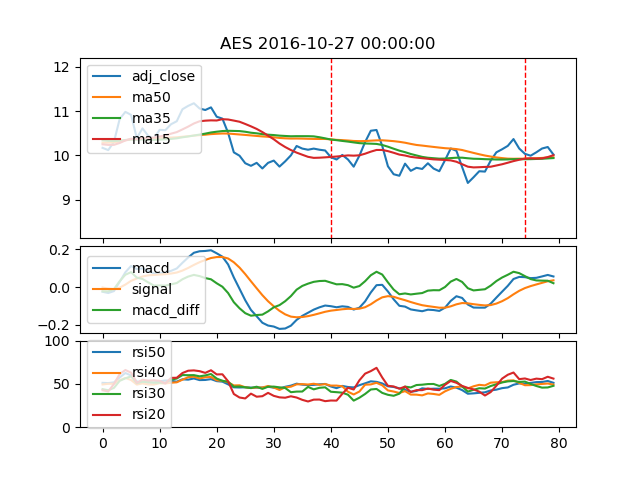 AES 2016-10-27 00:00:00
12
11
10
9
adj_close
ma50
ma35
ma15
0.2
0.0
−0.2
macd
signal
macd_diff
100
50
0
rsi50
rsi40
rsi30
rsi20
0 10 20 30 40 50 60 70 80